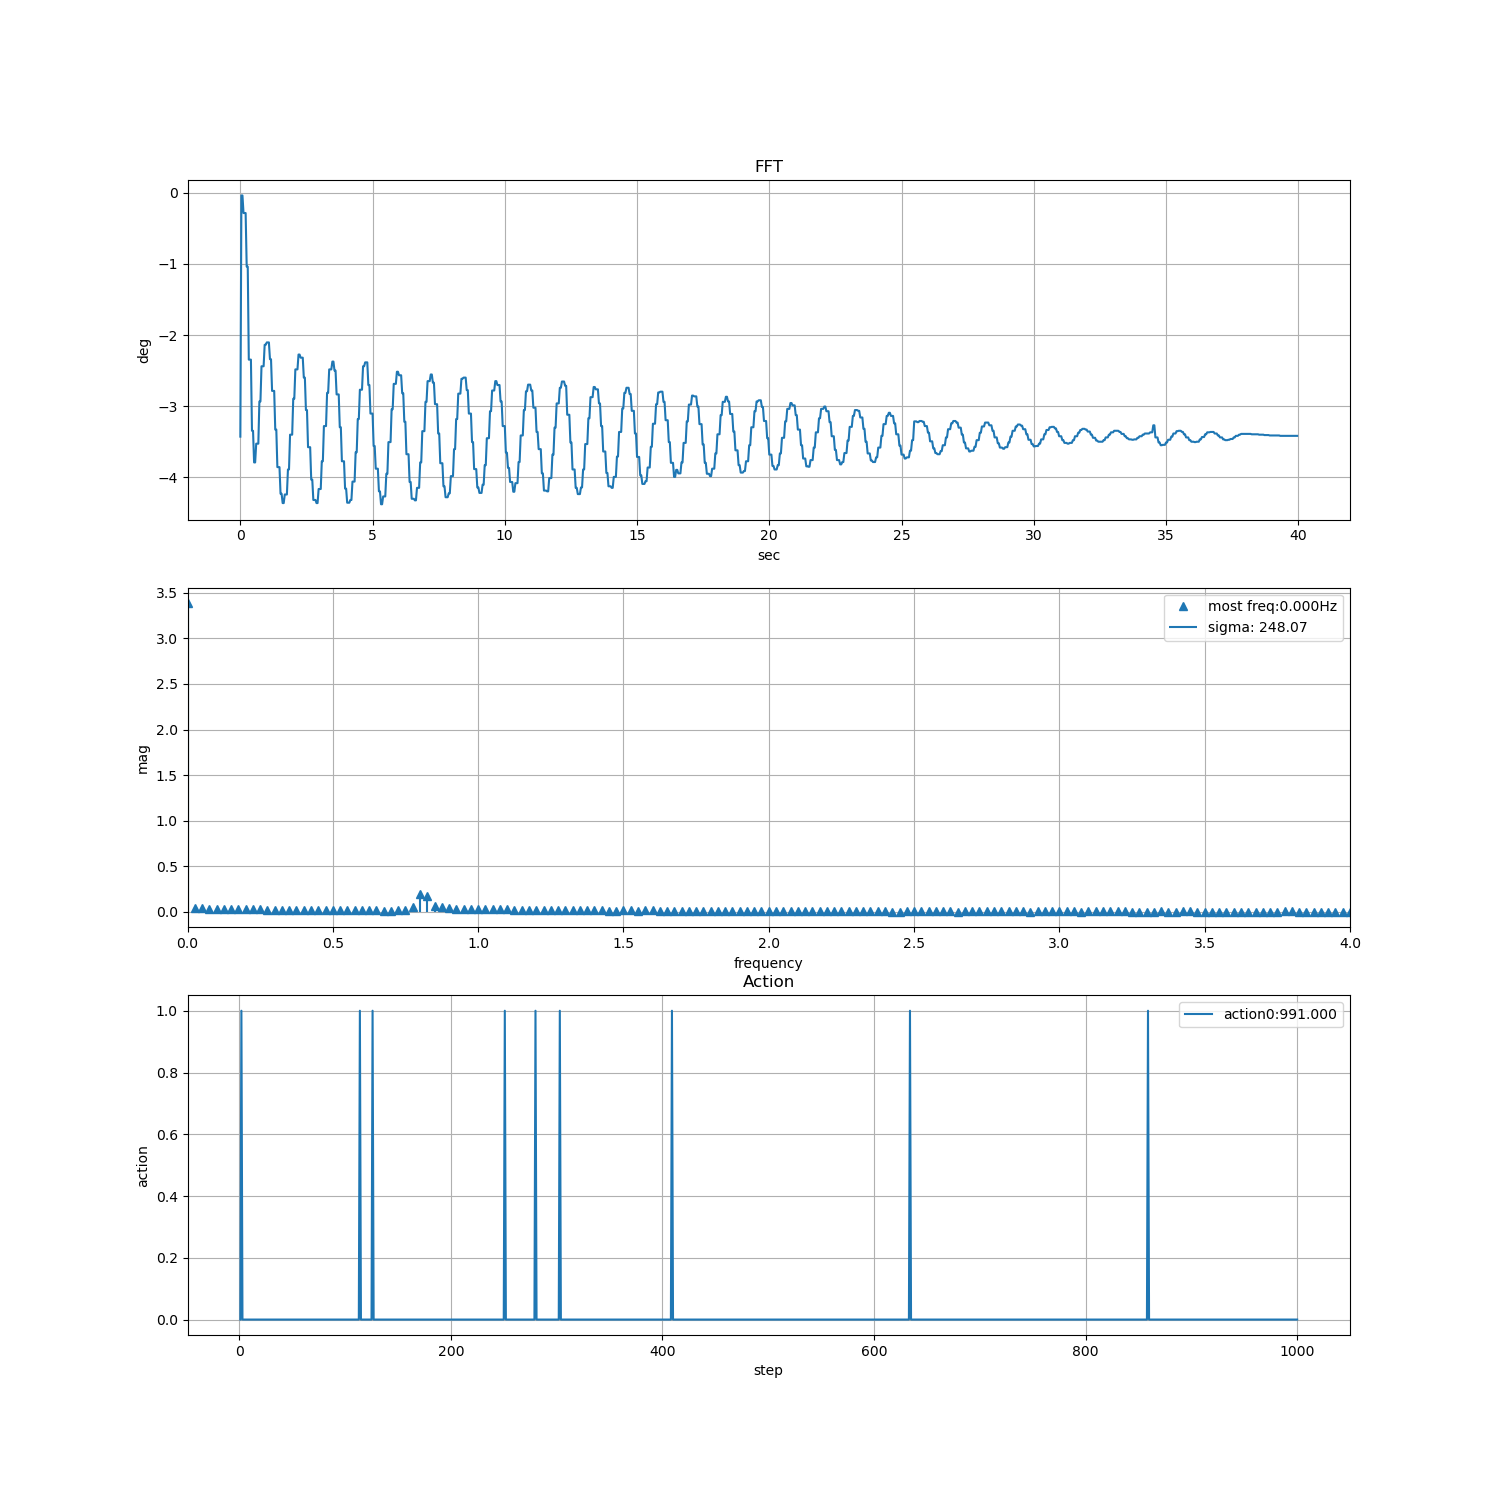 FFT
0
−1
−2
−3
−4
deg
0 5 10 15 20 25 30 35 40
sec
3.5
3.0
2.5
2.0
1.5
1.0
0.5
0.0
mag
most freq:0.000Hz
sigma: 248.07
0.0 0.5 1.0 1.5 2.0 2.5 3.0 3.5 4.0
frequency
Action
1.0
0.8
0.6
0.4
0.2
0.0
action
action0:991.000
0 200 400 600 800 1000
step